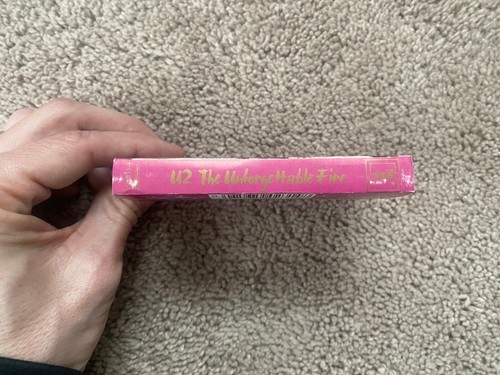 U2 The Unforgettable Fire